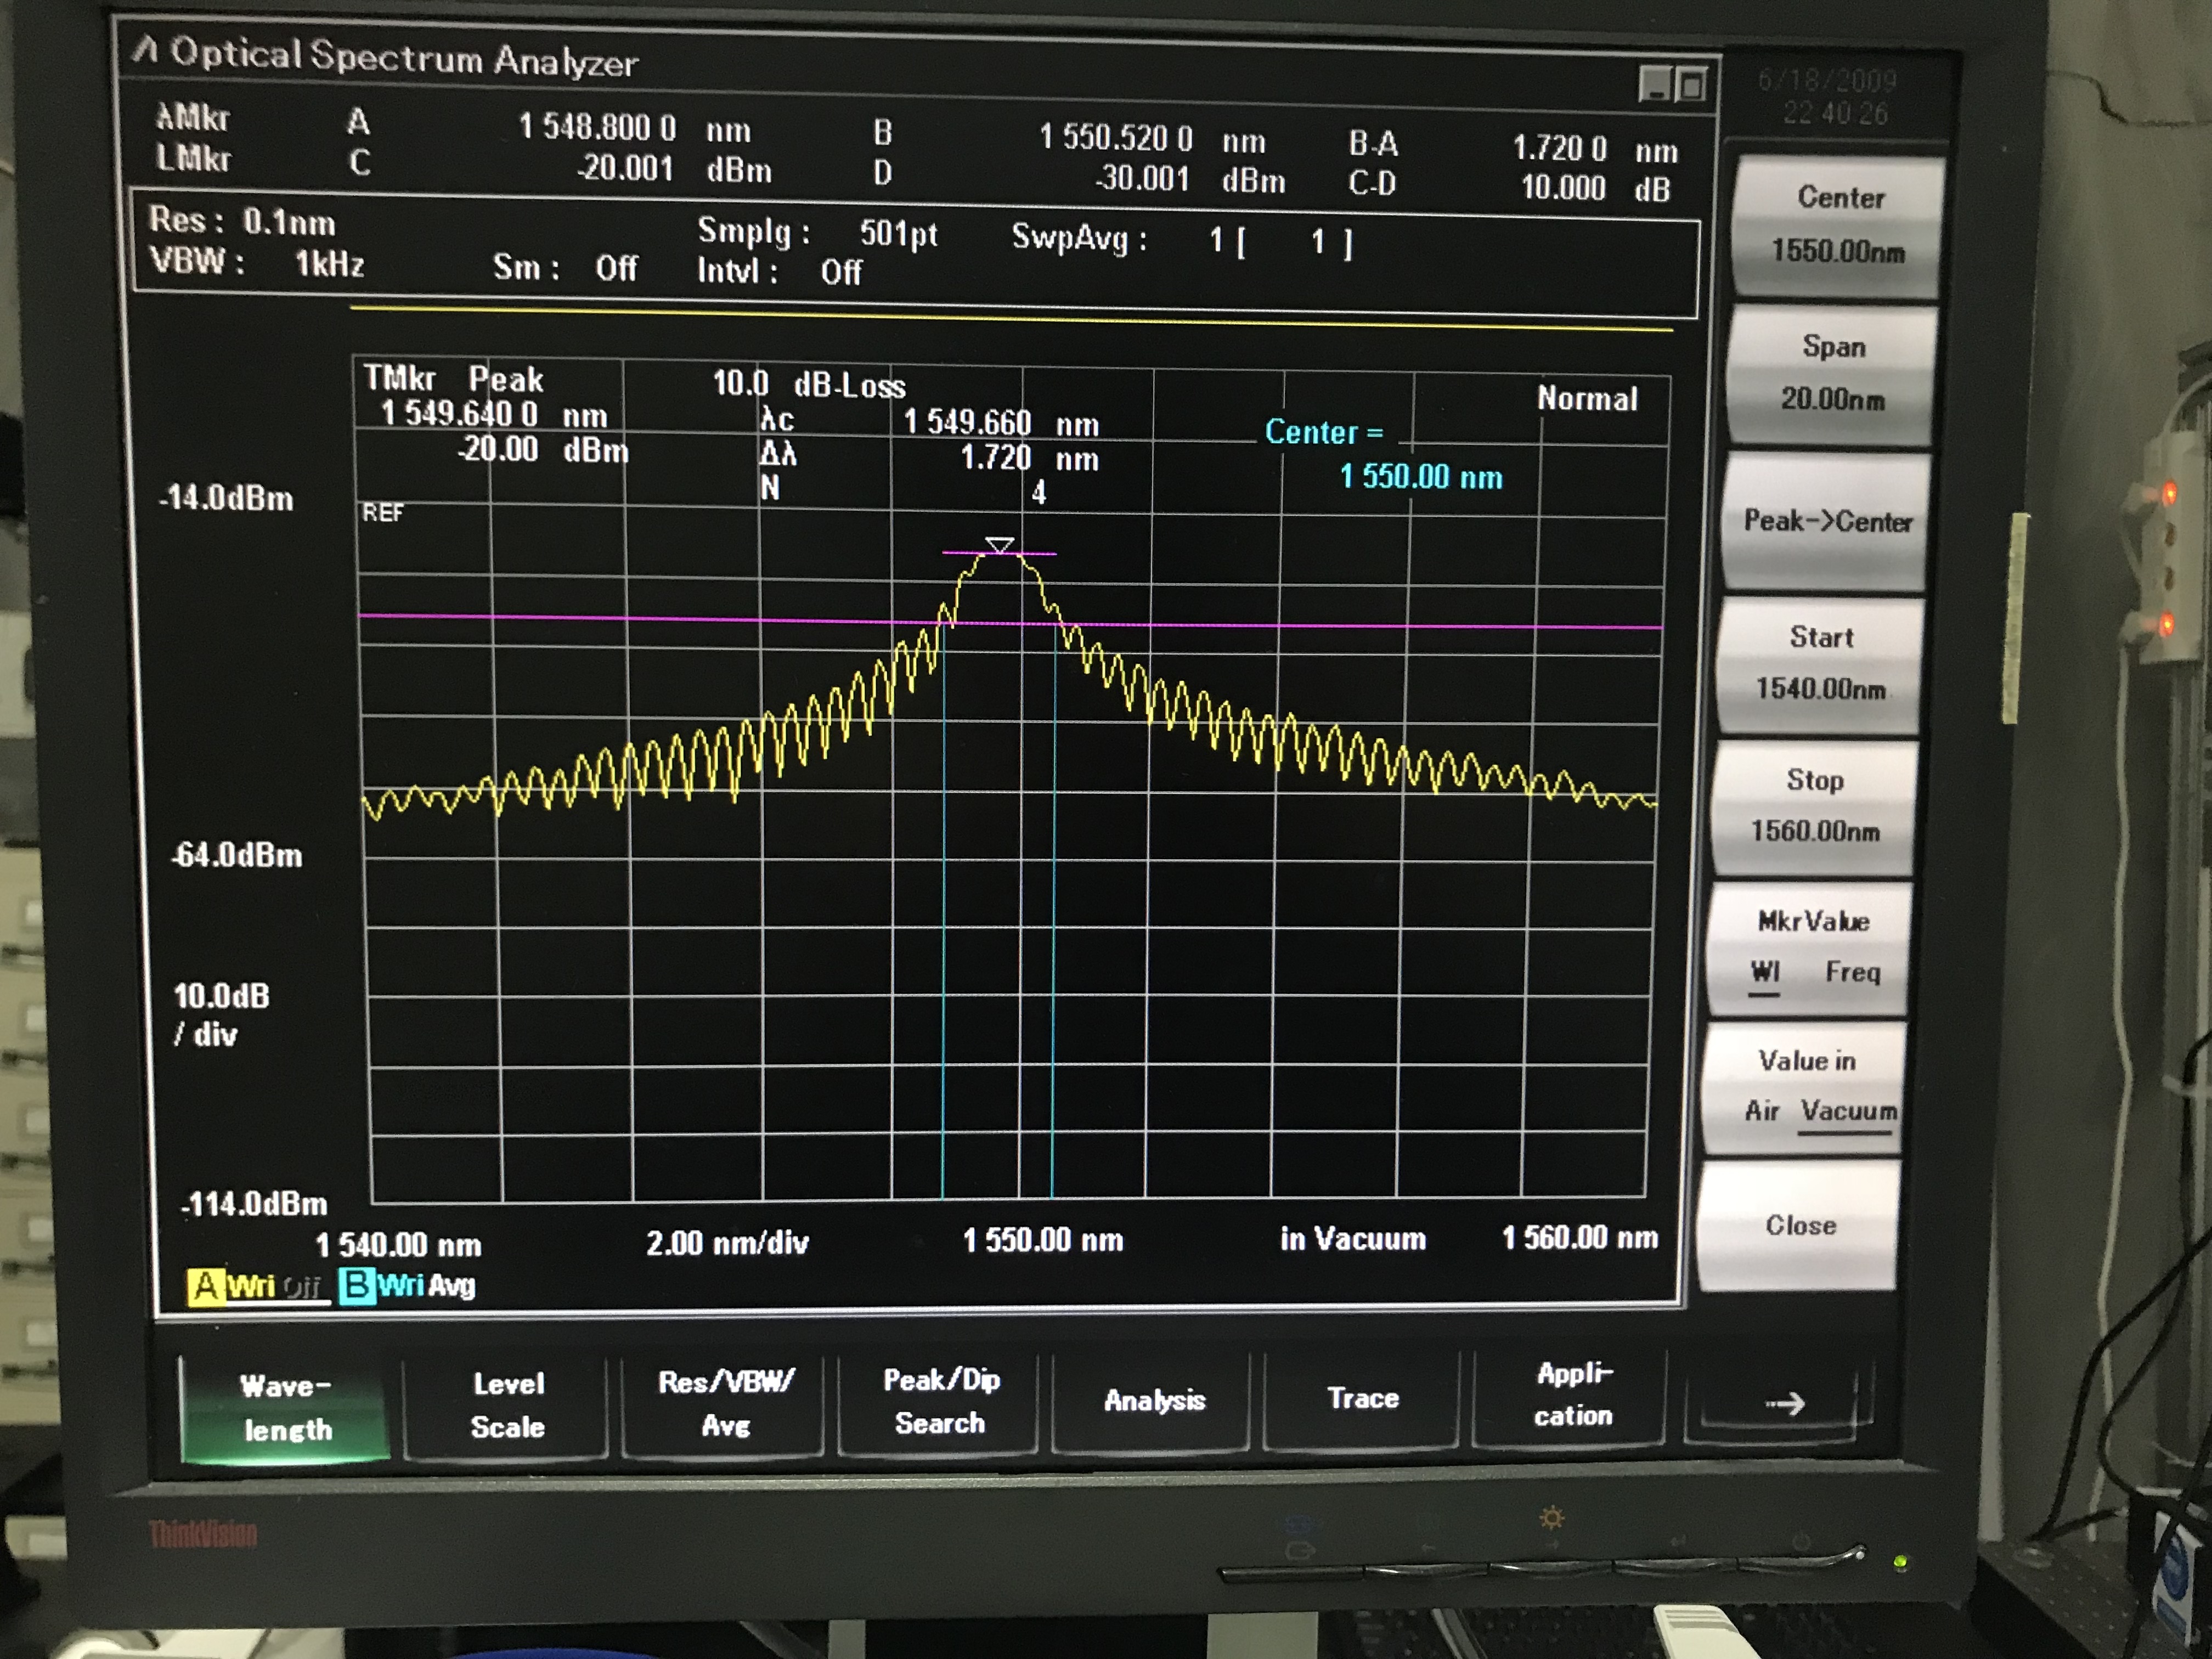 Λ Optical Spectrum Analyzer
6/18/2009
22 40:26
λMkr A 1 548.800 0 nm B 1 550.520 0 nm B-A 1.720 0 nm
LMkr C -20.001 dBm D -30.001 dBm C-D 10.000 dB
Res : 0.1nm Smplg : 501pt SwpAvg : 1 [ 1 ]
VBW : 1kHz Sm : Off Intvl : Off
TMkr Peak 10.0 dB-Loss Normal
1 549.640 0 nm λc 1 549.660 nm Center =
-20.00 dBm Δλ 1.720 nm 1 550.00 nm
N 4
-14.0dBm
REF
-64.0dBm
10.0dB
/ div
-114.0dBm
1 540.00 nm 2.00 nm/div 1 550.00 nm in Vacuum 1 560.00 nm
A Wri Off B Wri Avg
Center
1550.00nm
Span
20.00nm
Peak->Center
Start
1540.00nm
Stop
1560.00nm
MkrValue
Wl Freq
Value in
Air Vacuum
Close
Wave-
length
Level
Scale
Res/VBW/
Avg
Peak/Dip
Search
Analysis
Trace
Appli-
cation
ThinkVision